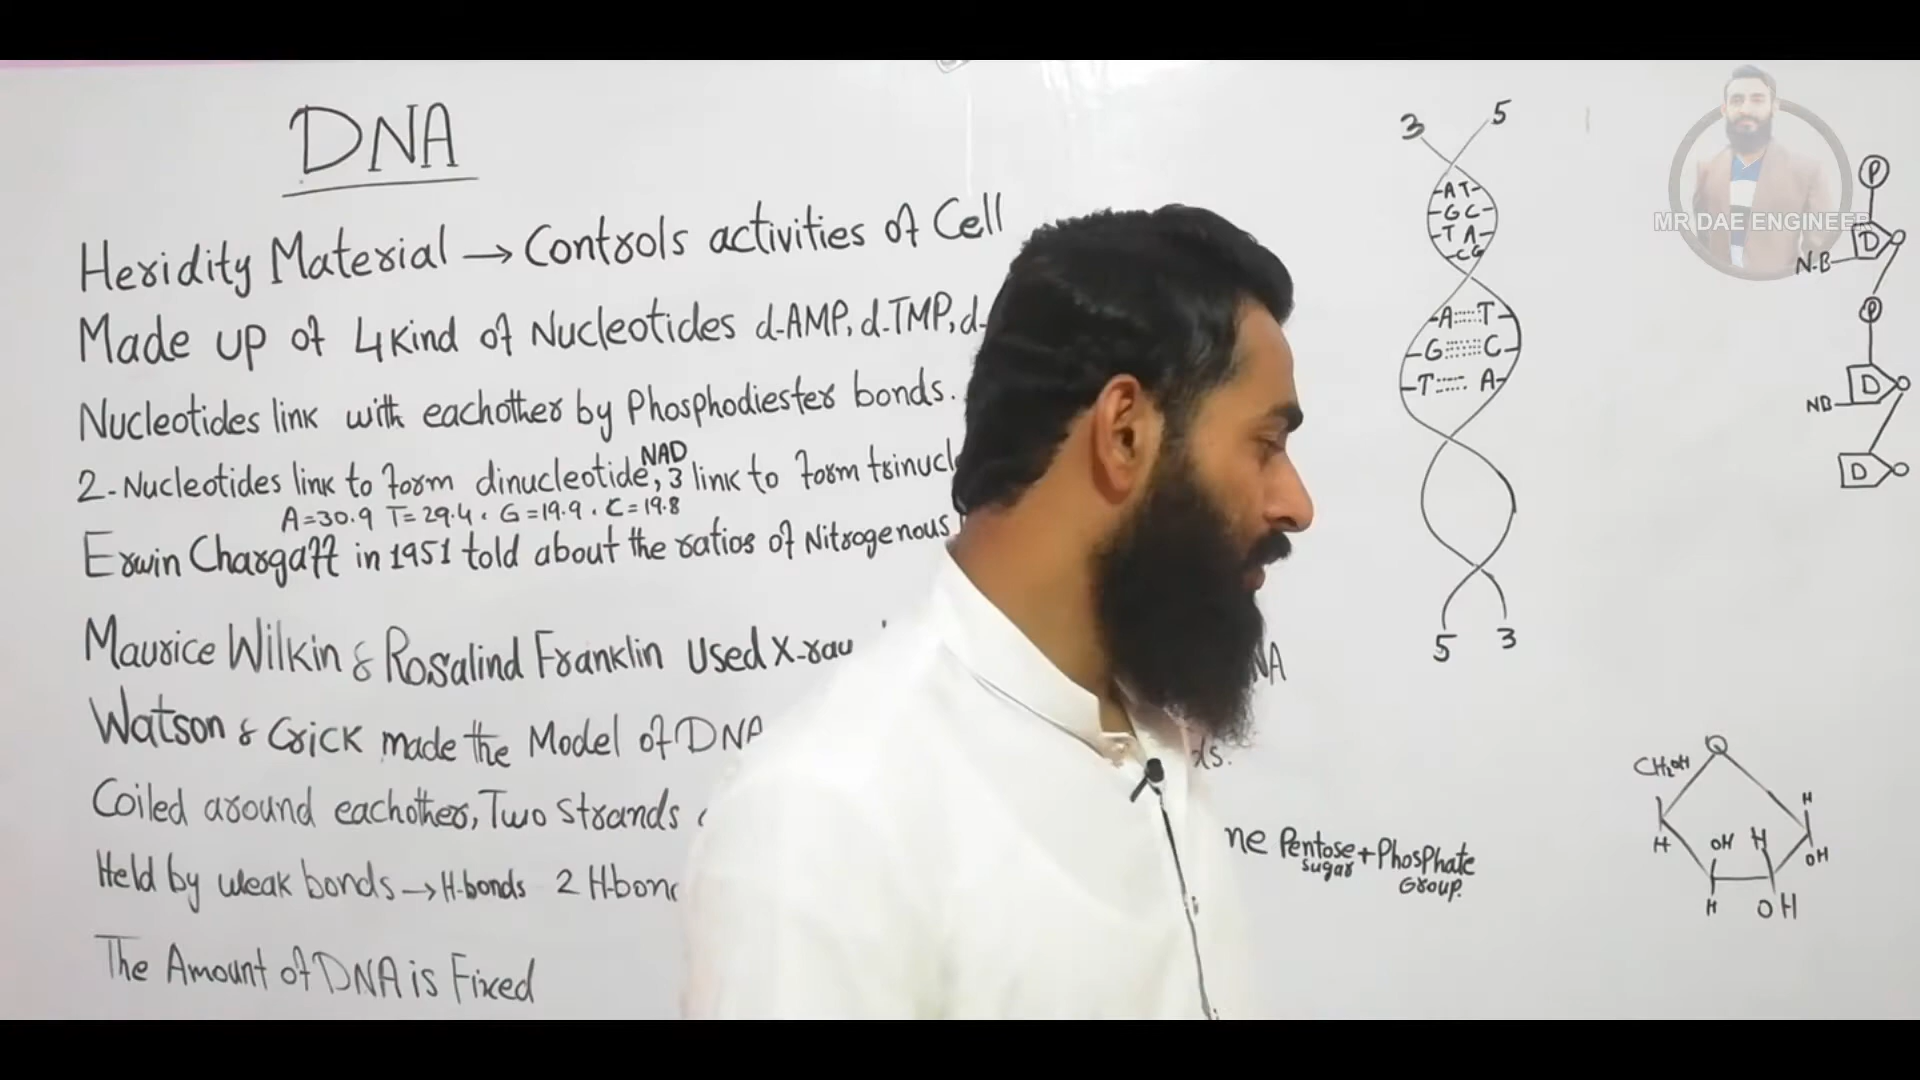 DNA
Heridity Material → Controls activities of Cell
Made up of 4 Kind of Nucleotides d-AMP, d-TMP, d-
Nucleotides link with eachother by Phosphodiester bonds.
NAD
2-Nucleotides link to form dinucleotide, 3 link to form trinucl
A=30.9 T=29.4, G=19.9, C=19.8
Erwin Chargaff in 1951 told about the ratios of Nitrogenous
Maurice Wilkin & Rosalind Franklin Used X-ray
NA
Watson & Crick made the Model of DNA
ds.
Coiled around eachother, Two Strands
ne Pentose + Phosphate
sugar Group.
Held by weak bonds → H-bonds 2 H-bon
The Amount of DNA is Fixed
3 5
A T
G C
T A
C G
A T
G C
T A
5 3
MR DAE ENGINEER
P
D
N-B
P
D
NB
D
O
CH2OH
H
H OH H OH
H OH